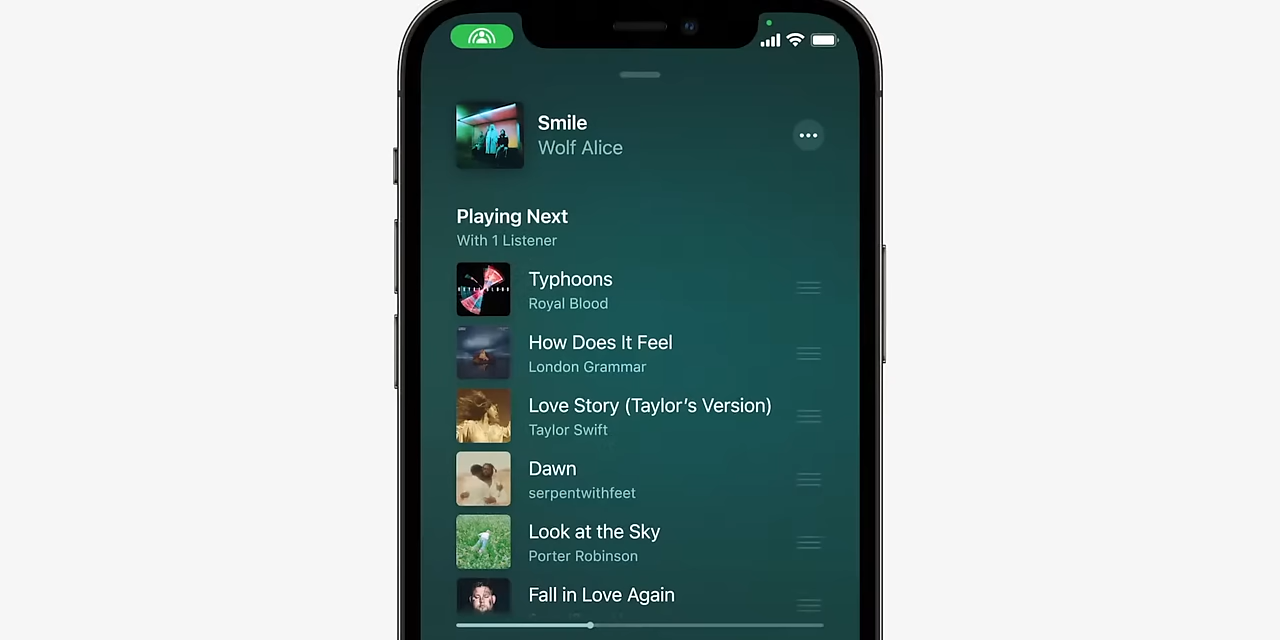 Smile
Wolf Alice
Playing Next
With 1 Listener
Typhoons
Royal Blood
How Does It Feel
London Grammar
Love Story (Taylor’s Version)
Taylor Swift
Dawn
serpentwithfeet
Look at the Sky
Porter Robinson
Fall in Love Again